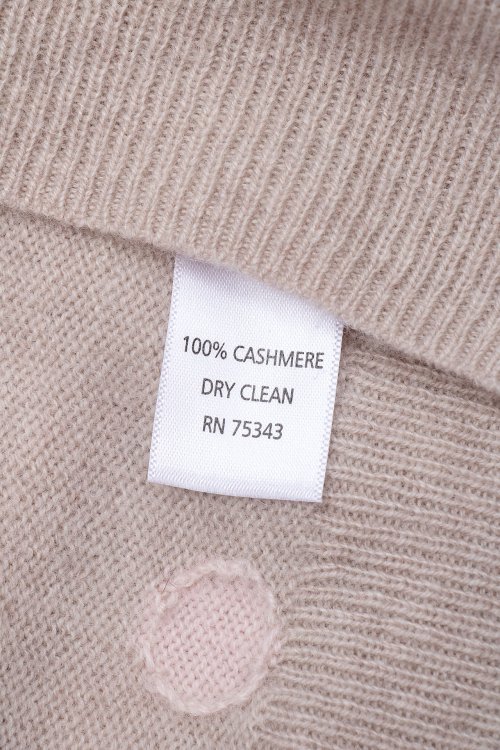 100% CASHMERE
DRY CLEAN
RN 75343